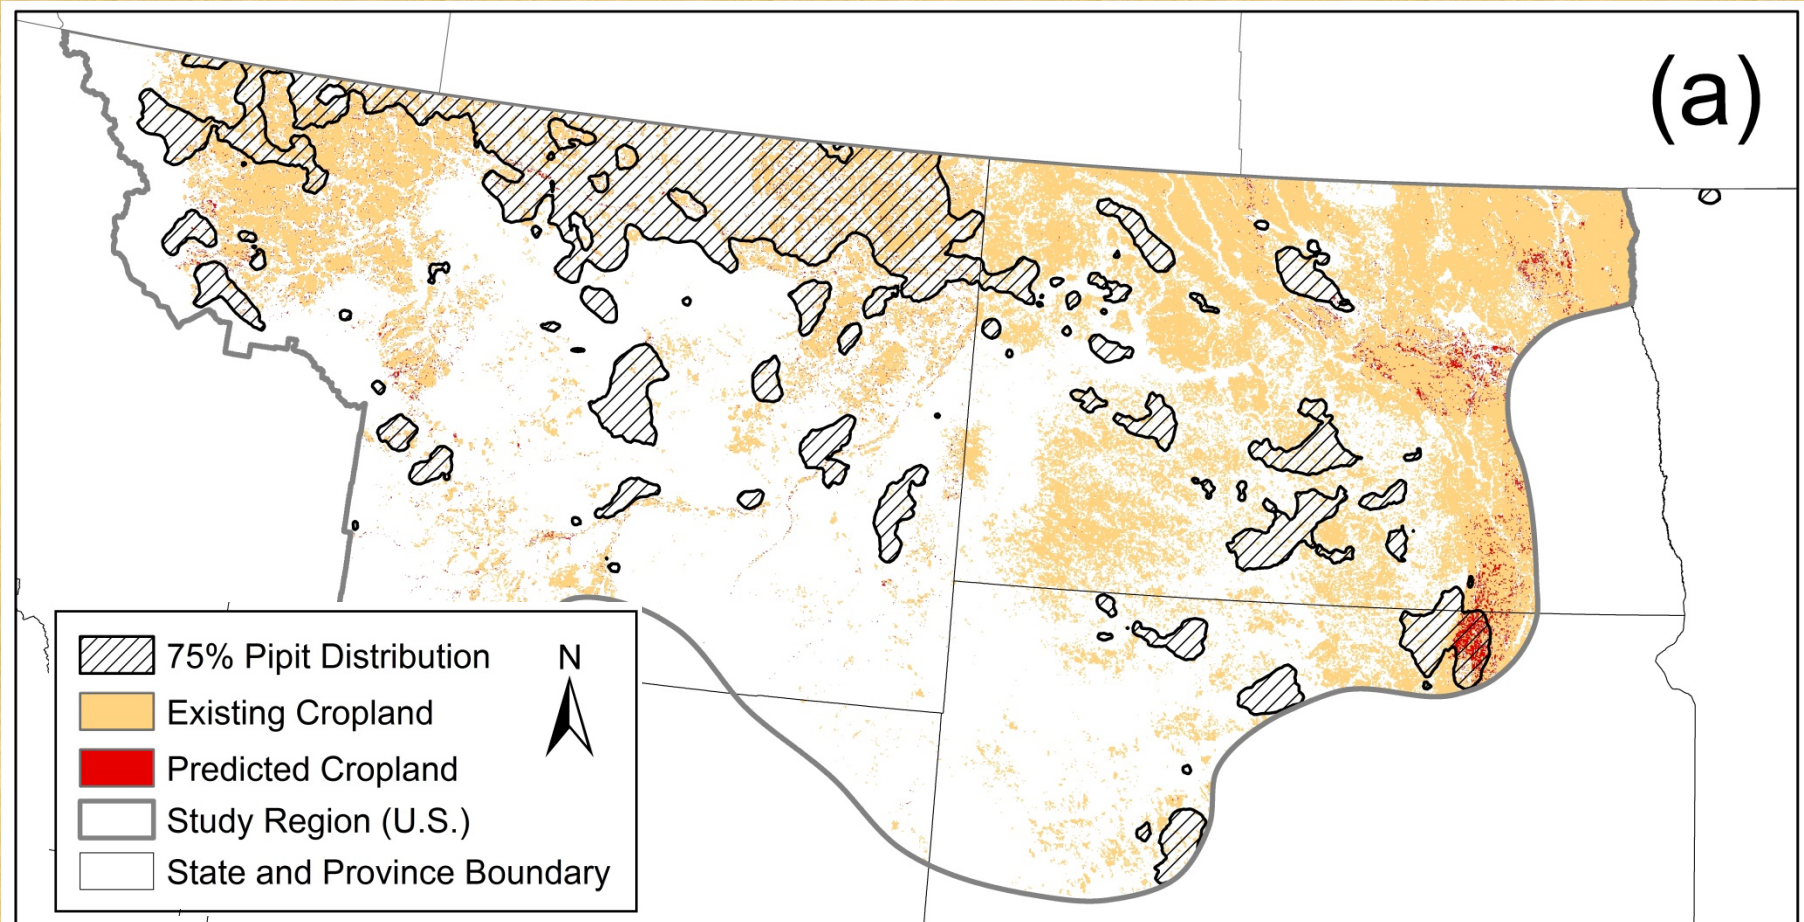 (a)
75% Pipit Distribution
N
Existing Cropland
Predicted Cropland
Study Region (U.S.)
State and Province Boundary